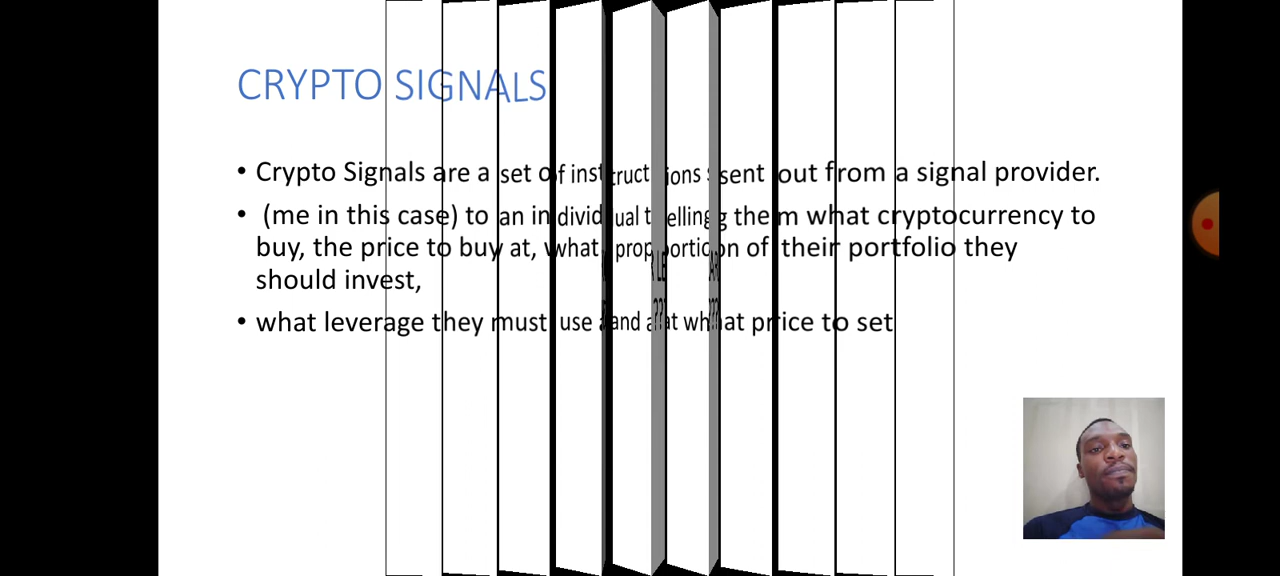 CRYPTO SIGNALS
• Crypto Signals are a set of instructions sent out from a signal provider.
• (me in this case) to an individual telling them what cryptocurrency to
buy, the price to buy at, what proportion of their portfolio they
should invest,
• what leverage they must use and at what price to set